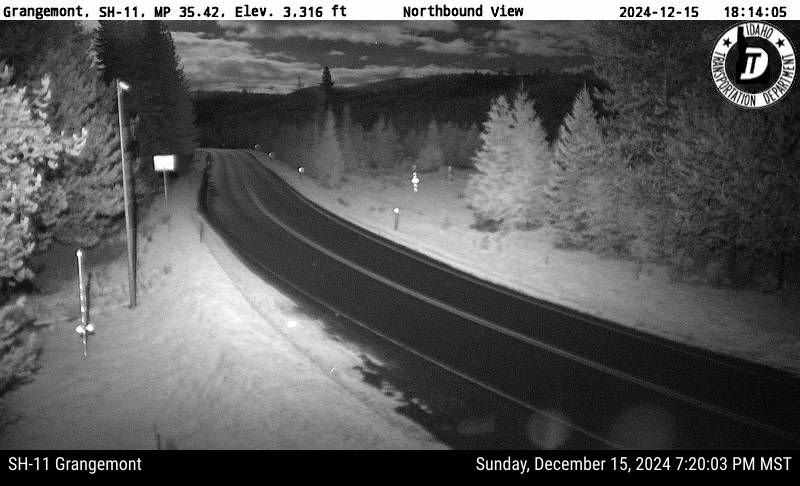 Grangemont, SH-11, MP 35.42, Elev. 3,316 ft Northbound View 2024-12-15 18:14:05
IDAHO
TRANSPORTATION DEPARTMENT
SH-11 Grangemont Sunday, December 15, 2024 7:20:03 PM MST